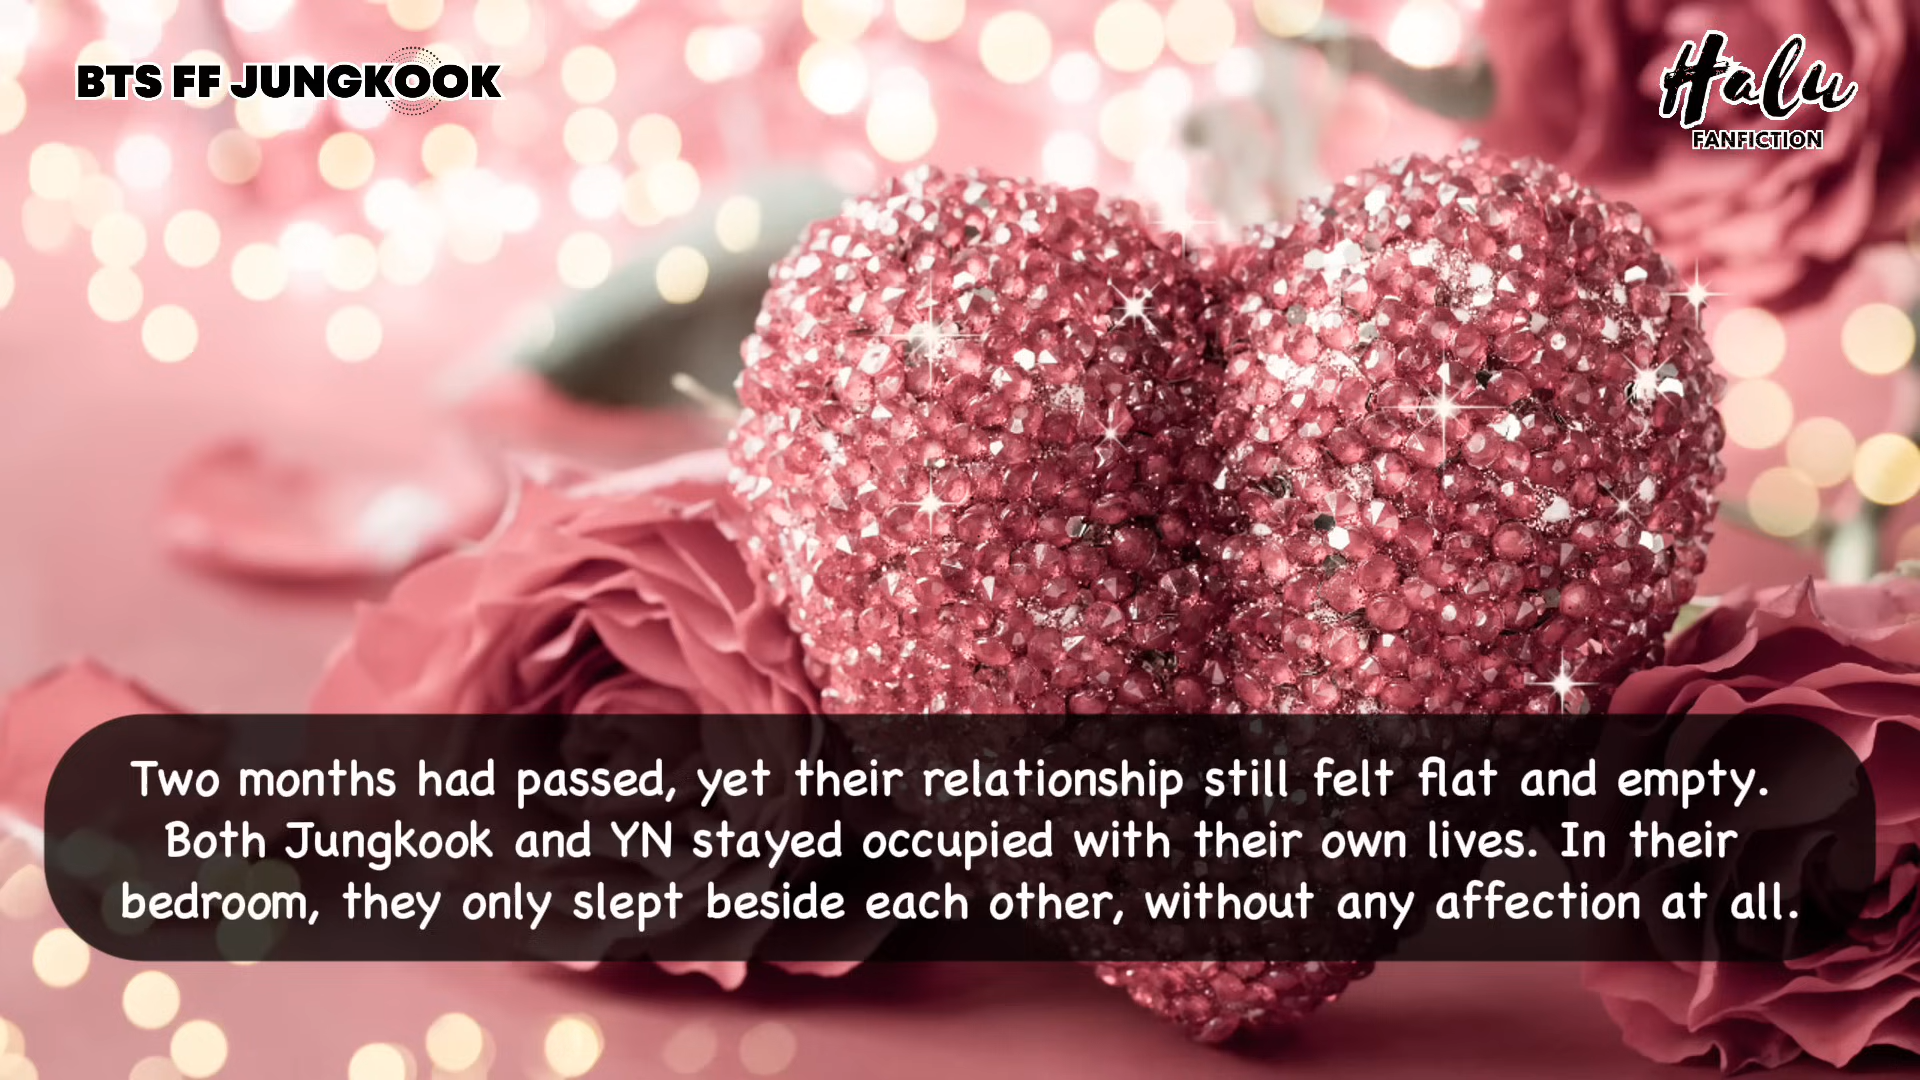 BTS FF JUNGKOOK
Halu
FANFICTION
Two months had passed, yet their relationship still felt flat and empty.
Both Jungkook and YN stayed occupied with their own lives. In their
bedroom, they only slept beside each other, without any affection at all.